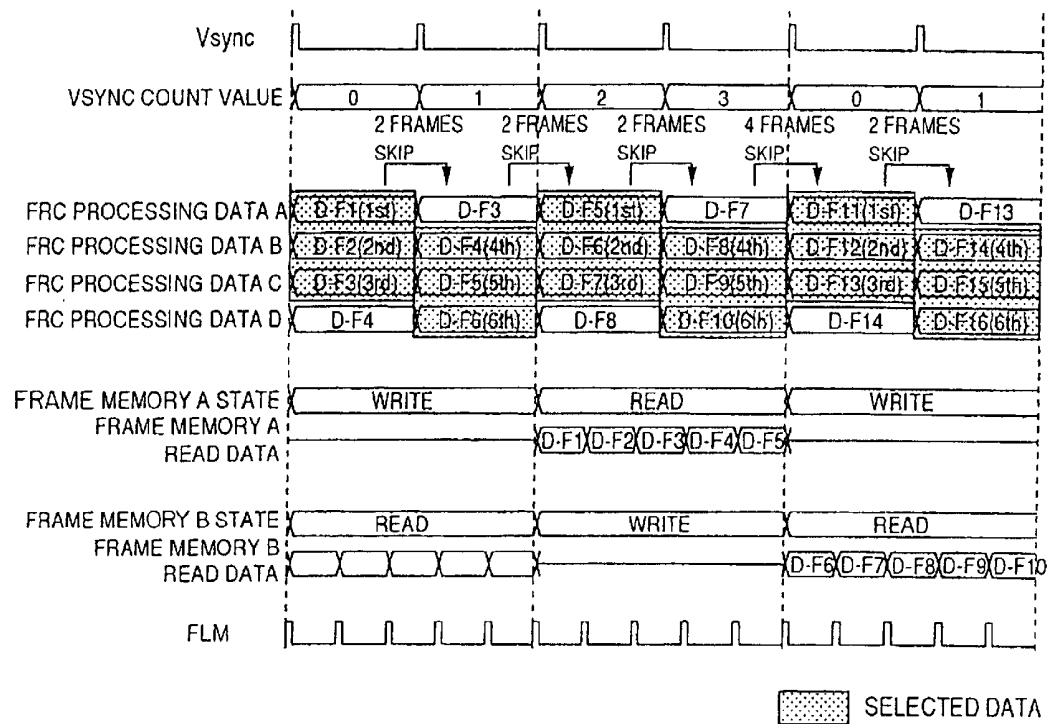 Vsync
VSYNC COUNT VALUE 0 1 2 3 0 1
2 FRAMES 2 FRAMES 2 FRAMES 4 FRAMES 2 FRAMES
SKIP SKIP SKIP SKIP SKIP
FRC PROCESSING DATA A D-F1(1st) D-F3 D-F5(1st) D-F7 D-F11(1st) D-F13
FRC PROCESSING DATA B D-F2(2nd) D-F4(4th) D-F6(2nd) D-F8(4th) D-F12(2nd) D-F14(4th)
FRC PROCESSING DATA C D-F3(3rd) D-F5(5th) D-F7(3rd) D-F9(5th) D-F13(3rd) D-F15(5th)
FRC PROCESSING DATA D D-F4 D-F6(6th) D-F8 D-F10(6th) D-F14 D-F16(6th)
FRAME MEMORY A STATE WRITE READ WRITE
FRAME MEMORY A
READ DATA D-F1 D-F2 D-F3 D-F4 D-F5
FRAME MEMORY B STATE READ WRITE READ
FRAME MEMORY B
READ DATA D-F6 D-F7 D-F8 D-F9 D-F10
FLM
SELECTED DATA